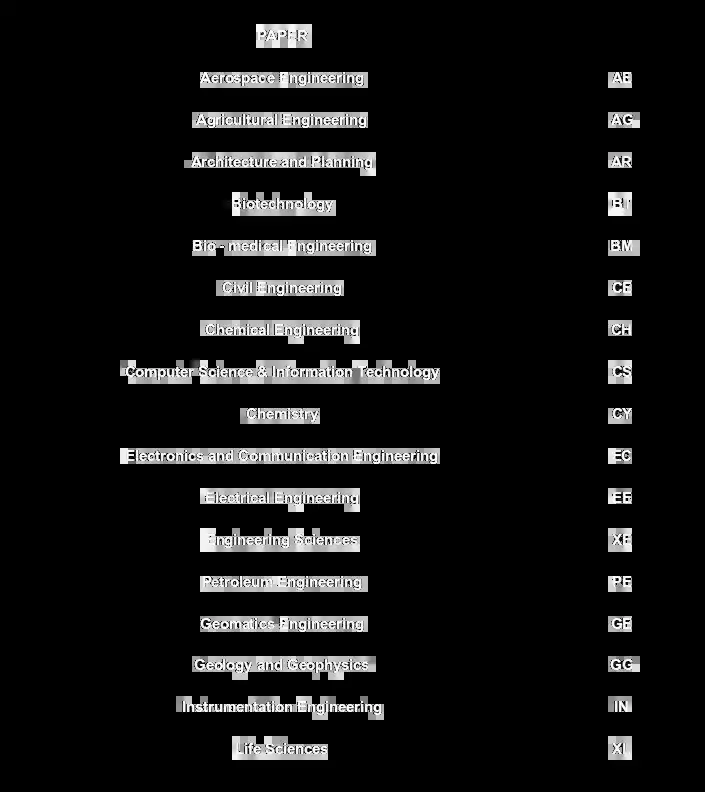 PAPER
Aerospace Engineering AE
Agricultural Engineering AG
Architecture and Planning AR
Biotechnology BT
Bio - medical Engineering BM
Civil Engineering CE
Chemical Engineering CH
Computer Science & Information Technology CS
Chemistry CY
Electronics and Communication Engineering EC
Electrical Engineering EE
Engineering Sciences XE
Petroleum Engineering PE
Geomatics Engineering GE
Geology and Geophysics GG
Instrumentation Engineering IN
Life Sciences XL